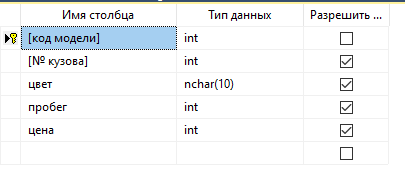 Имя столбца Тип данных Разрешить ...
[код модели] int
[№ кузова] int
цвет nchar(10)
пробег int
цена int